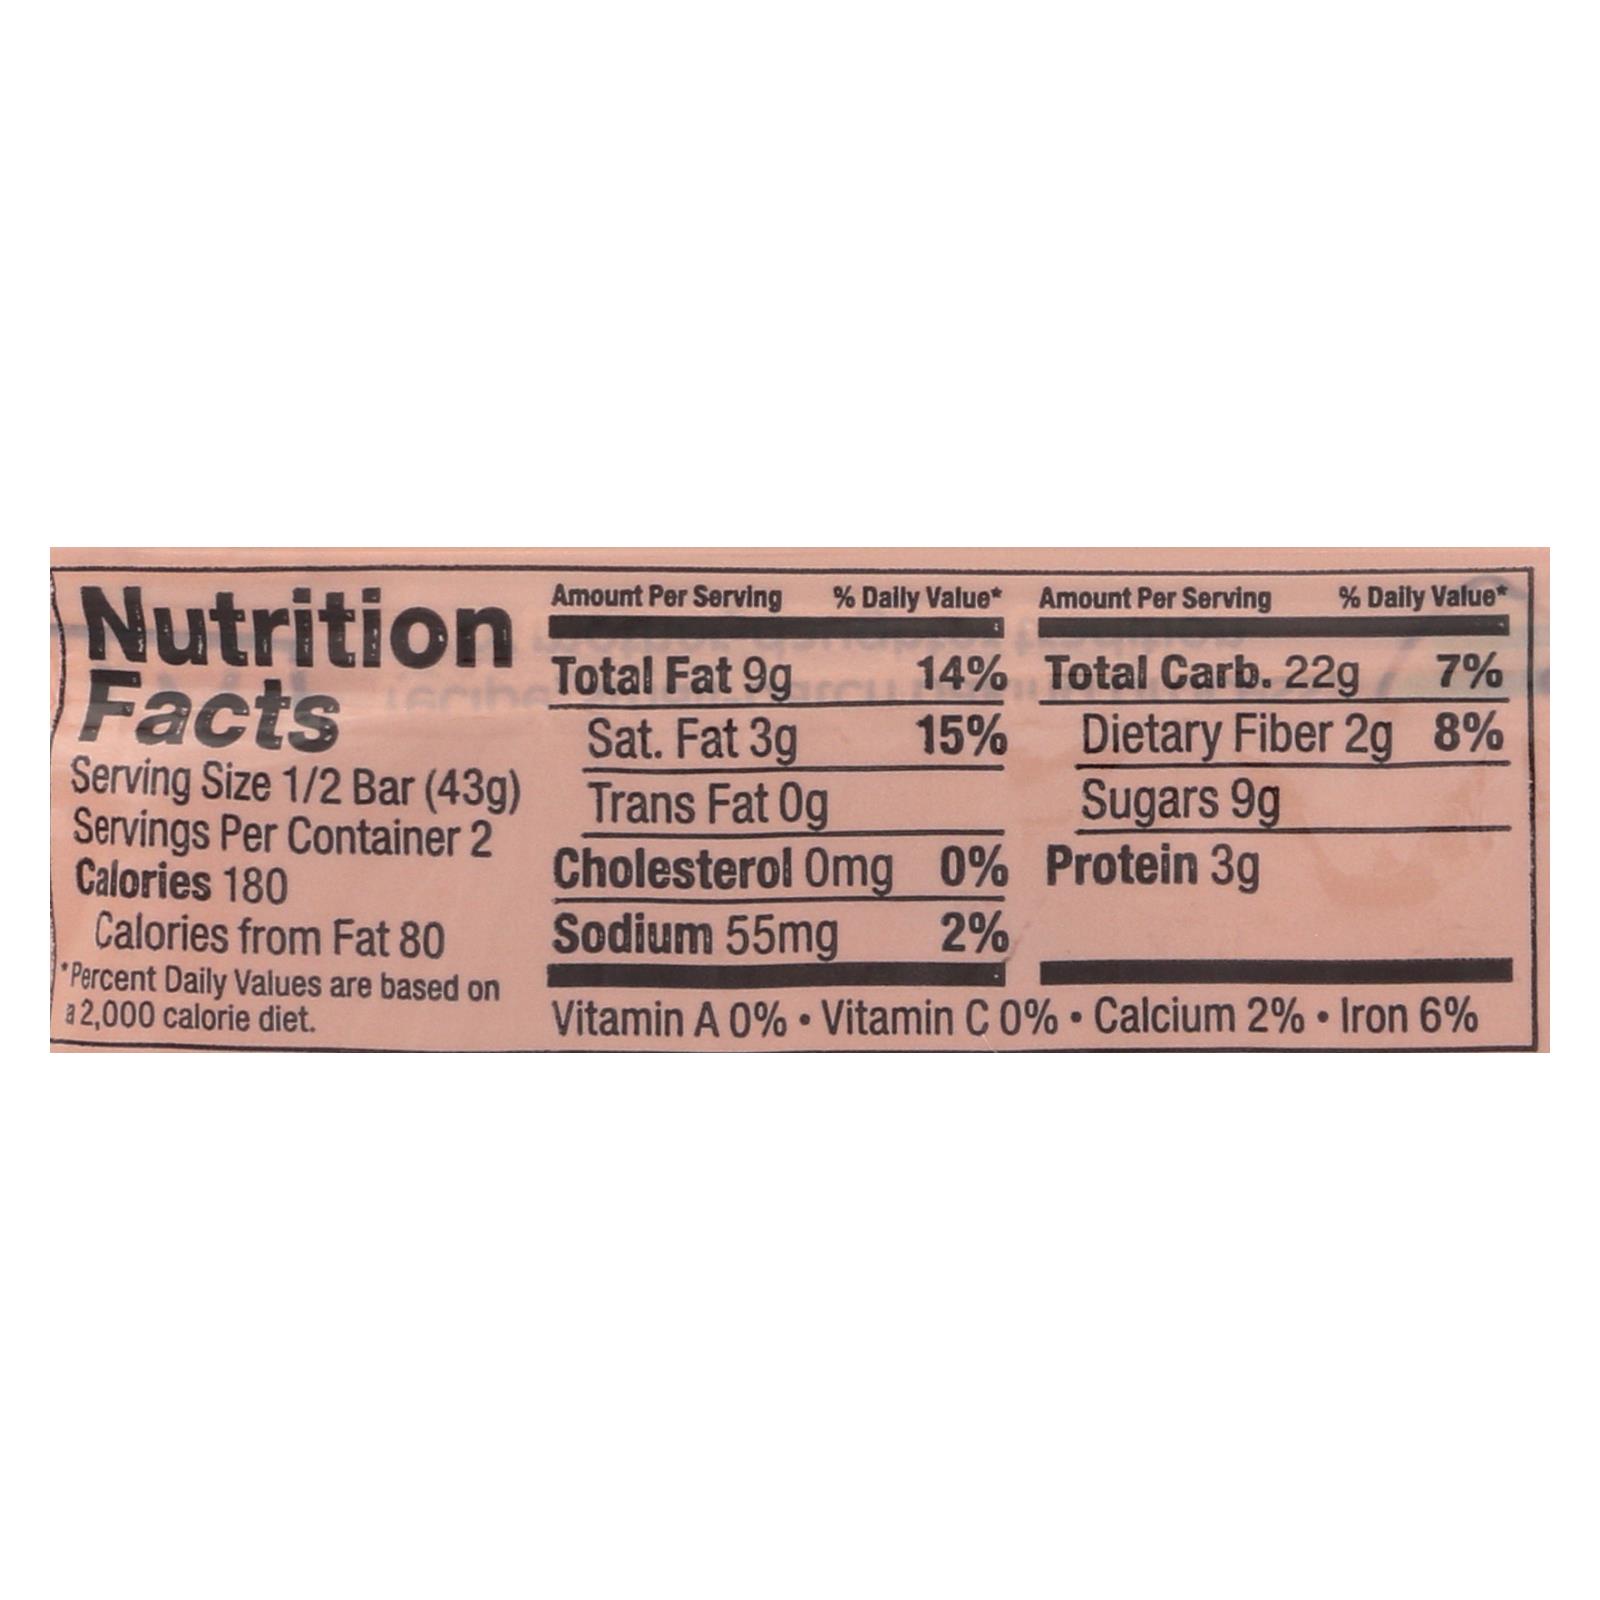 Nutrition
Facts
Serving Size 1/2 Bar (43g)
Servings Per Container 2
Calories 180
Calories from Fat 80
*Percent Daily Values are based on
a 2,000 calorie diet.
Amount Per Serving % Daily Value*
Total Fat 9g 14%
Sat. Fat 3g 15%
Trans Fat 0g
Cholesterol 0mg 0%
Sodium 55mg 2%
Amount Per Serving % Daily Value*
Total Carb. 22g 7%
Dietary Fiber 2g 8%
Sugars 9g
Protein 3g
Vitamin A 0% • Vitamin C 0% • Calcium 2% • Iron 6%